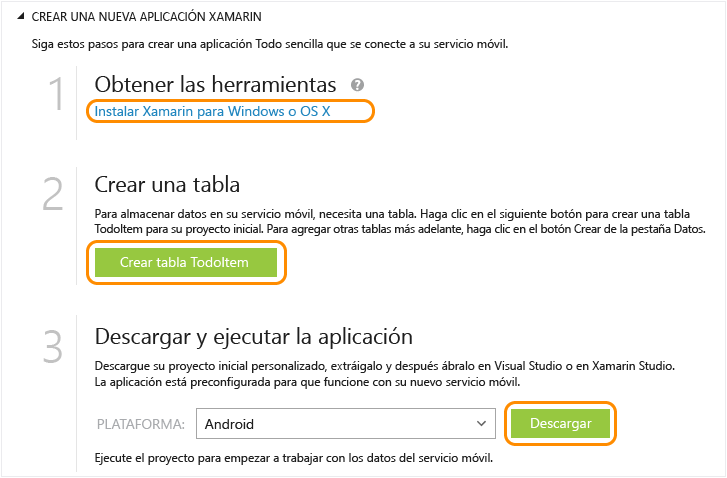 CREAR UNA NUEVA APLICACIÓN XAMARIN
Siga estos pasos para crear una aplicación Todo sencilla que se conecte a su servicio móvil.
1
Obtener las herramientas ?
Instalar Xamarin para Windows o OS X
2
Crear una tabla
Para almacenar datos en su servicio móvil, necesita una tabla. Haga clic en el siguiente botón para crear una tabla
TodoItem para su proyecto inicial. Para agregar otras tablas más adelante, haga clic en el botón Crear de la pestaña Datos.
Crear tabla TodoItem
3
Descargar y ejecutar la aplicación
Descargue su proyecto inicial personalizado, extráigalo y después ábralo en Visual Studio o en Xamarin Studio.
La aplicación está preconfigurada para que funcione con su nuevo servicio móvil.
PLATAFORMA: Android Descargar
Ejecute el proyecto para empezar a trabajar con los datos del servicio móvil.